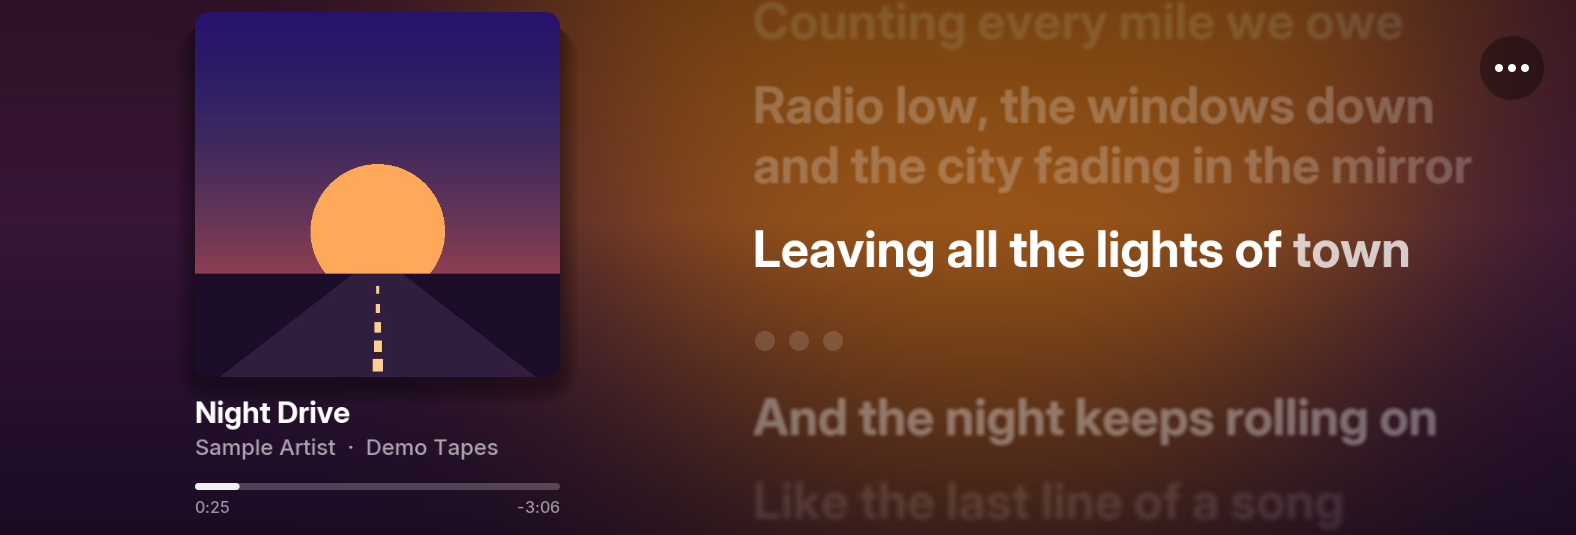 Night Drive
Sample Artist · Demo Tapes
0:25
-3:06
Counting every mile we owe
Radio low, the windows down
and the city fading in the mirror
Leaving all the lights of town
And the night keeps rolling on
Like the last line of a song